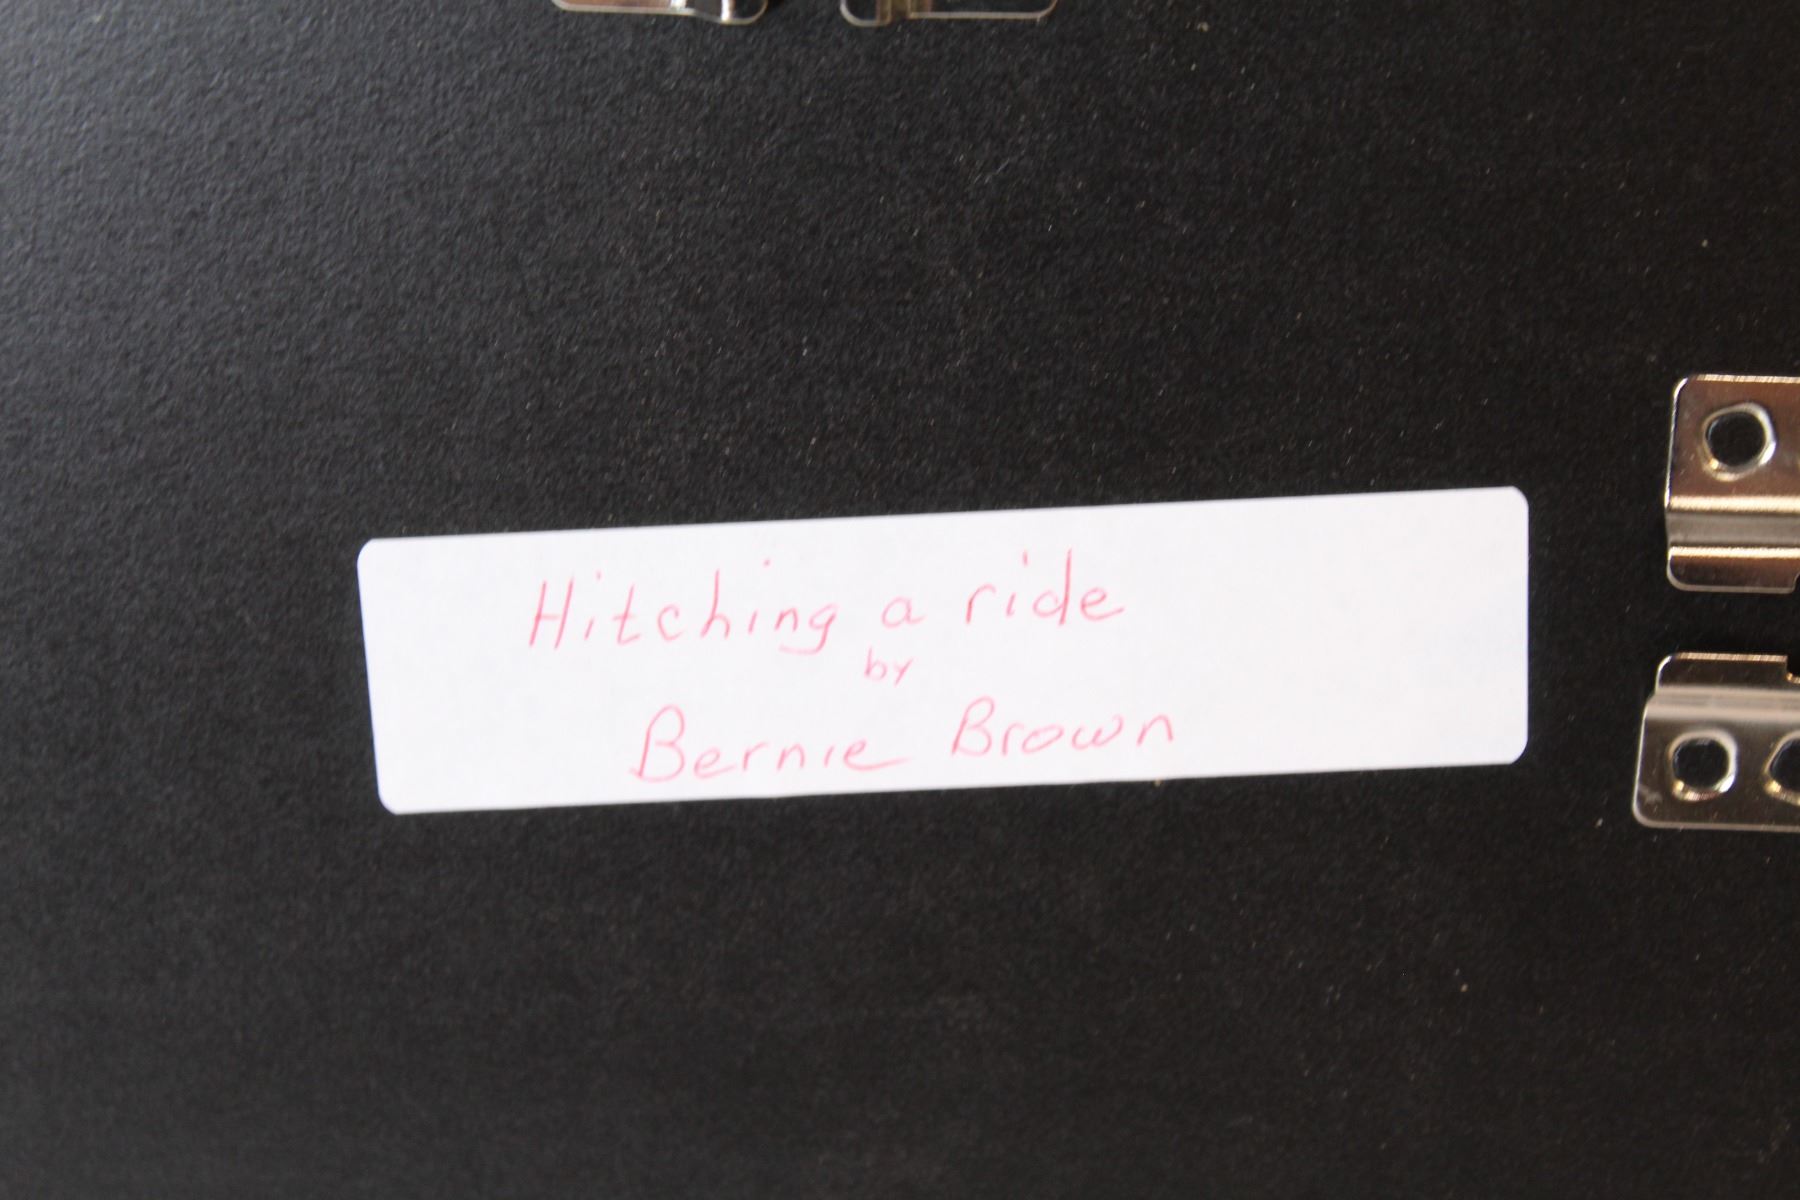 Hitching a ride
by
Bernie Brown